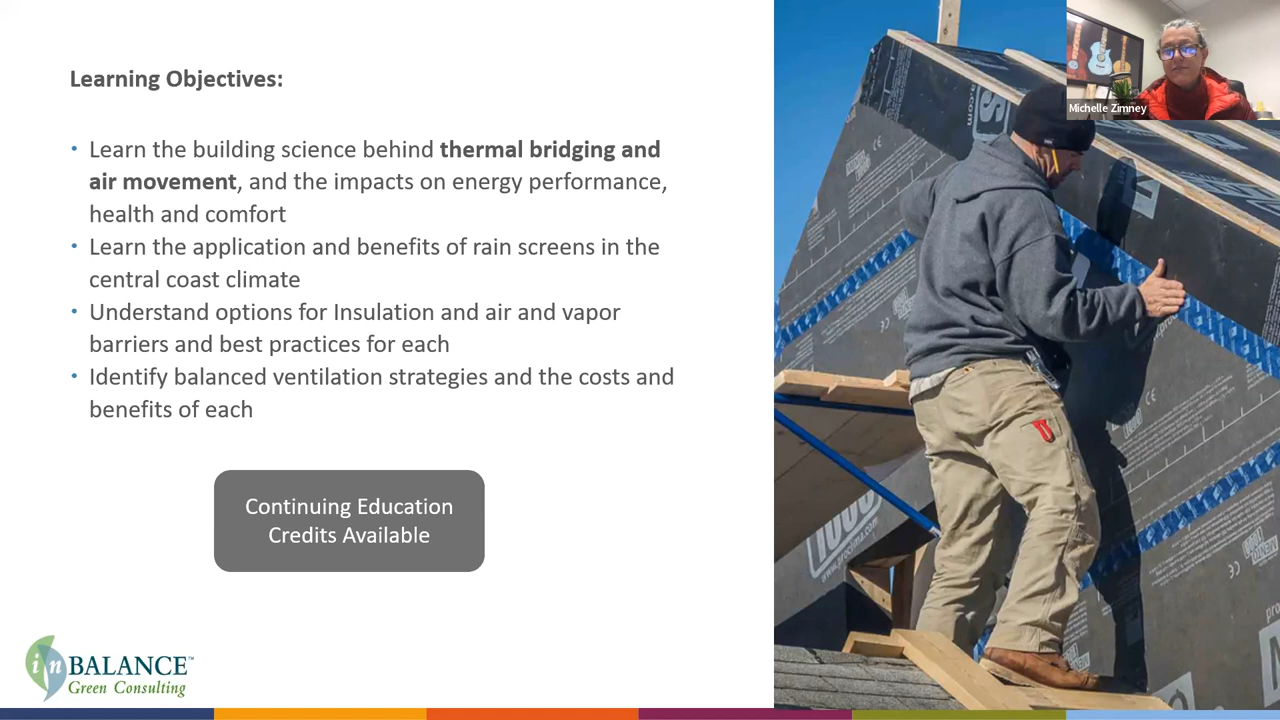 Learning Objectives:
• Learn the building science behind thermal bridging and
air movement, and the impacts on energy performance,
health and comfort
• Learn the application and benefits of rain screens in the
central coast climate
• Understand options for Insulation and air and vapor
barriers and best practices for each
• Identify balanced ventilation strategies and the costs and
benefits of each
Continuing Education
Credits Available
in BALANCE™
Green Consulting
Michelle Zimney